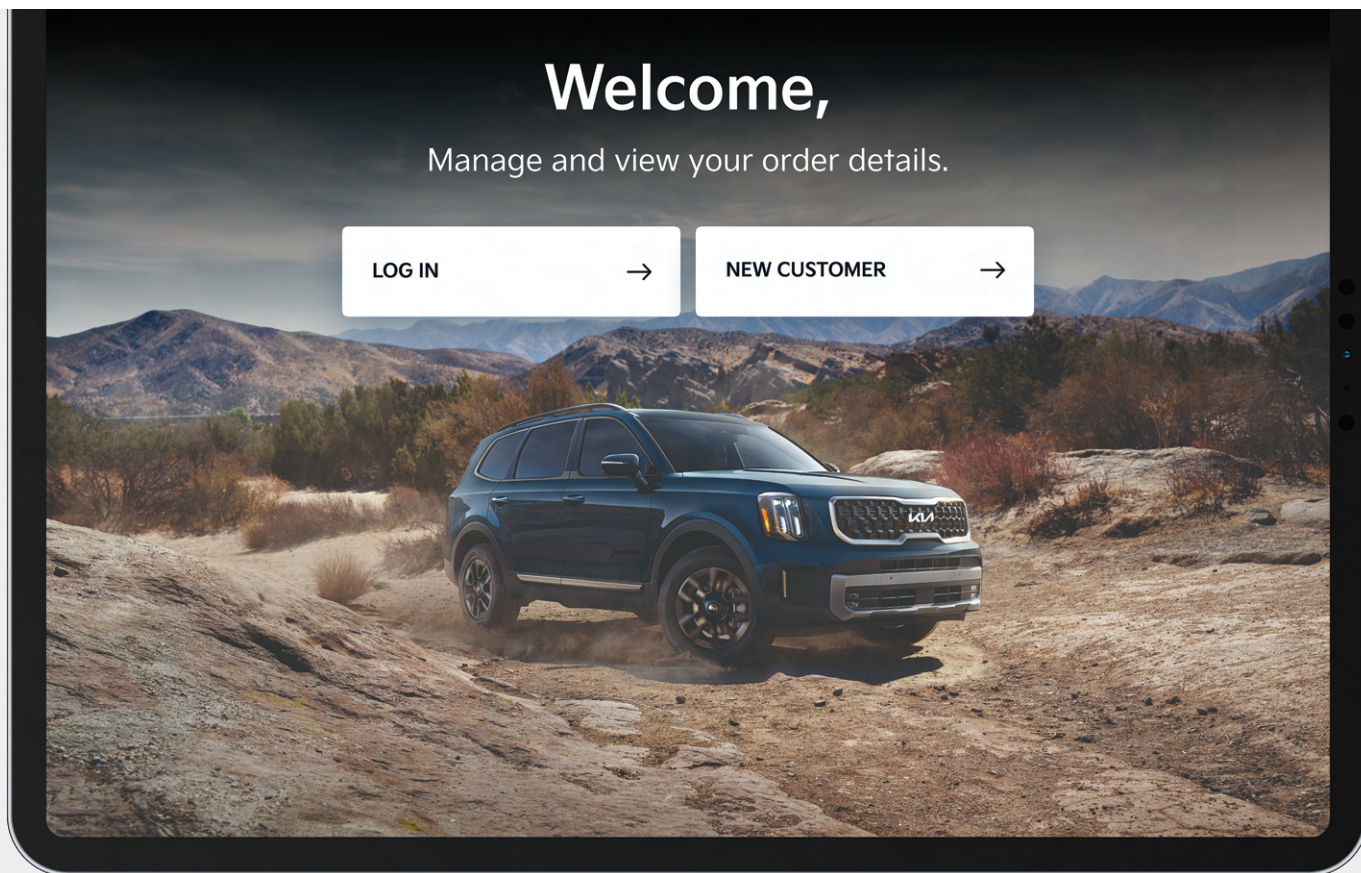 Welcome,
Manage and view your order details.
LOG IN
NEW CUSTOMER
KIA